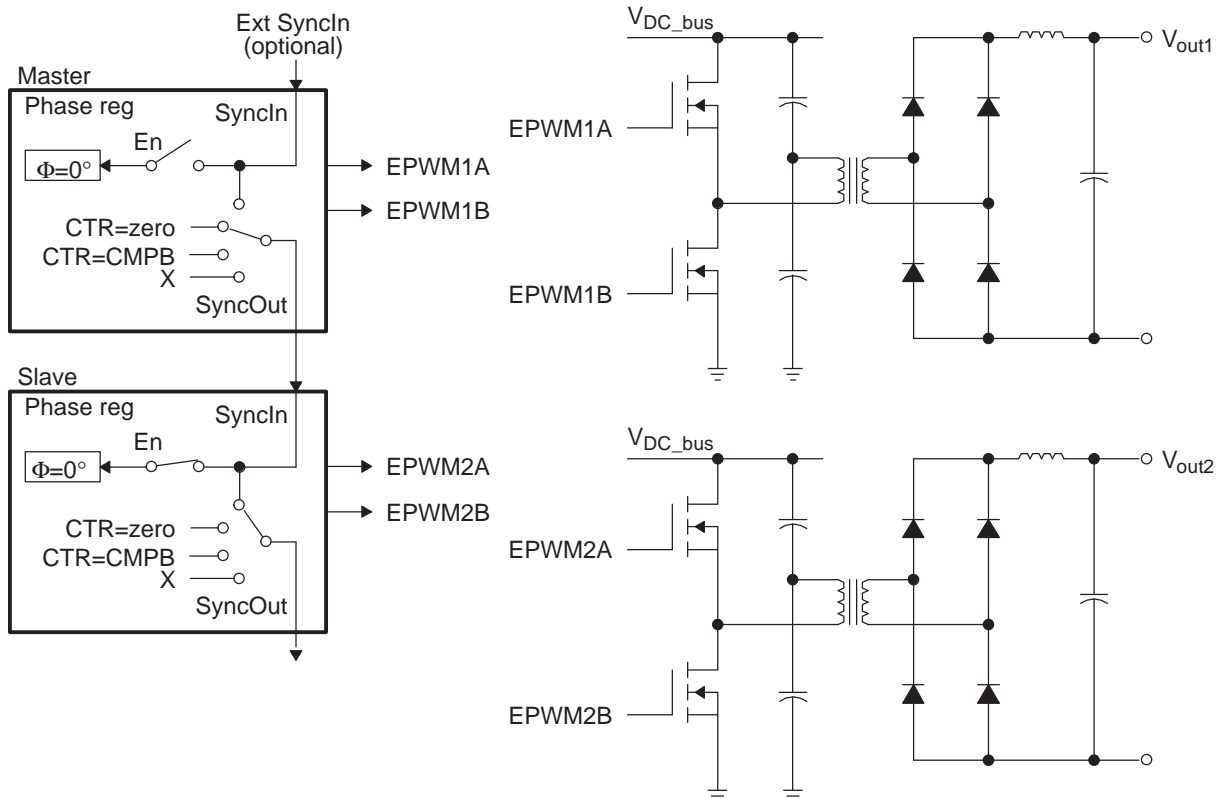 Ext SyncIn
(optional)
Master
Phase reg
SyncIn
En
Φ=0°
EPWM1A
EPWM1B
CTR=zero
CTR=CMPB
X
SyncOut
Slave
Phase reg
SyncIn
En
Φ=0°
EPWM2A
EPWM2B
CTR=zero
CTR=CMPB
X
SyncOut
VDC_bus
Vout1
EPWM1A
EPWM1B
VDC_bus
Vout2
EPWM2A
EPWM2B